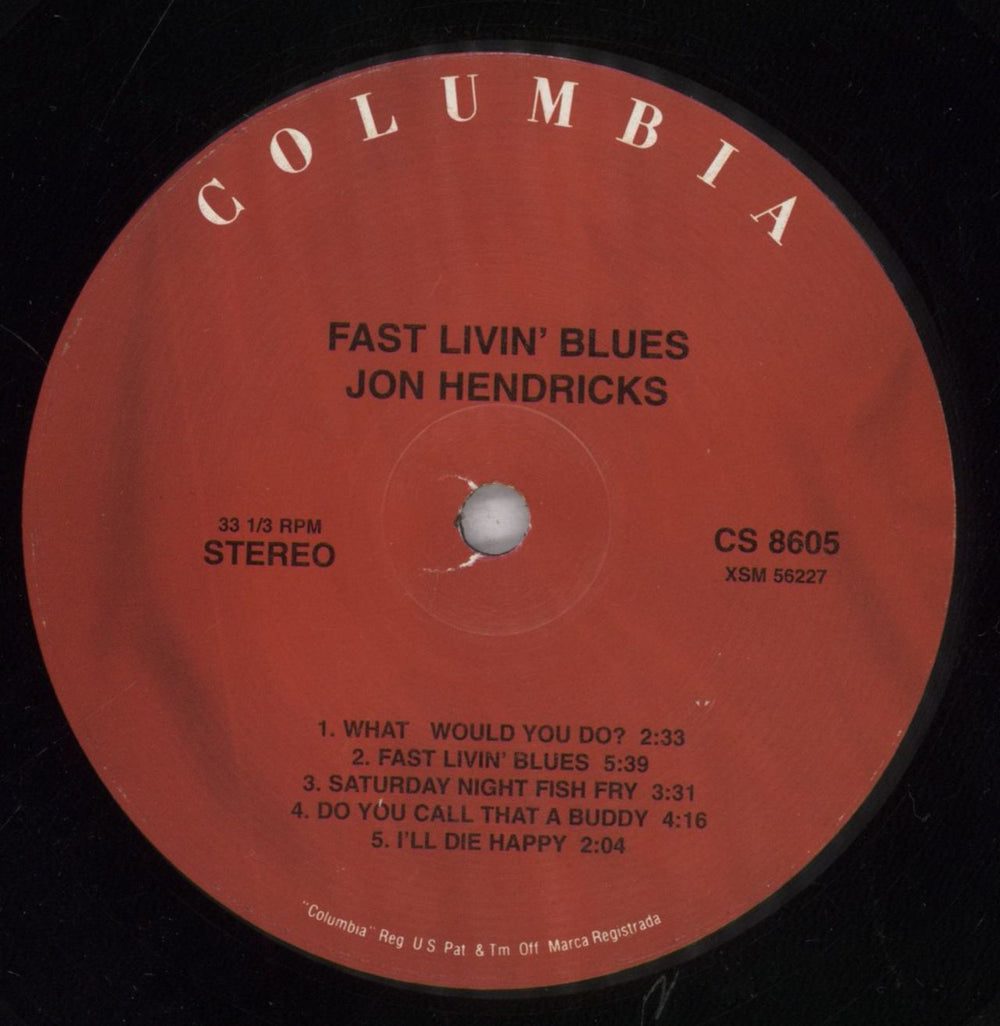 COLUMBIA
FAST LIVIN' BLUES
JON HENDRICKS
33 1/3 RPM
STEREO
CS 8605
XSM 56227
1. WHAT WOULD YOU DO? 2:33
2. FAST LIVIN' BLUES 5:39
3. SATURDAY NIGHT FISH FRY 3:31
4. DO YOU CALL THAT A BUDDY 4:16
5. I'LL DIE HAPPY 2:04
"Columbia" Reg U S Pat & Tm Off Marca Registrada